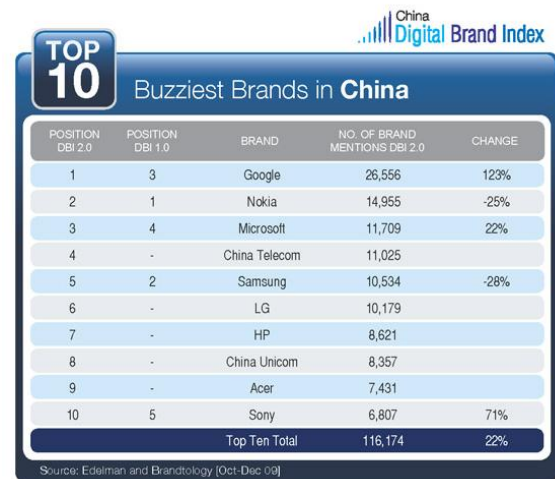 China
Digital Brand Index
TOP
10
Buzziest Brands in China
POSITION DBI 2.0 POSITION DBI 1.0 BRAND NO. OF BRAND MENTIONS DBI 2.0 CHANGE
1 3 Google 26,556 123%
2 1 Nokia 14,955 -25%
3 4 Microsoft 11,709 22%
4 - China Telecom 11,025
5 2 Samsung 10,534 -28%
6 - LG 10,179
7 - HP 8,621
8 - China Unicom 8,357
9 - Acer 7,431
10 5 Sony 6,807 71%
Top Ten Total 116,174 22%
Source: Edelman and Brandtology [Oct-Dec 09]